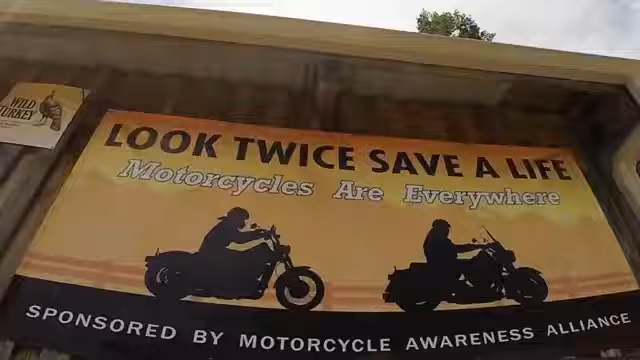 WILD
TURKEY
LOOK TWICE SAVE A LIFE
Motorcycles Are Everywhere
SPONSORED BY MOTORCYCLE AWARENESS ALLIANCE